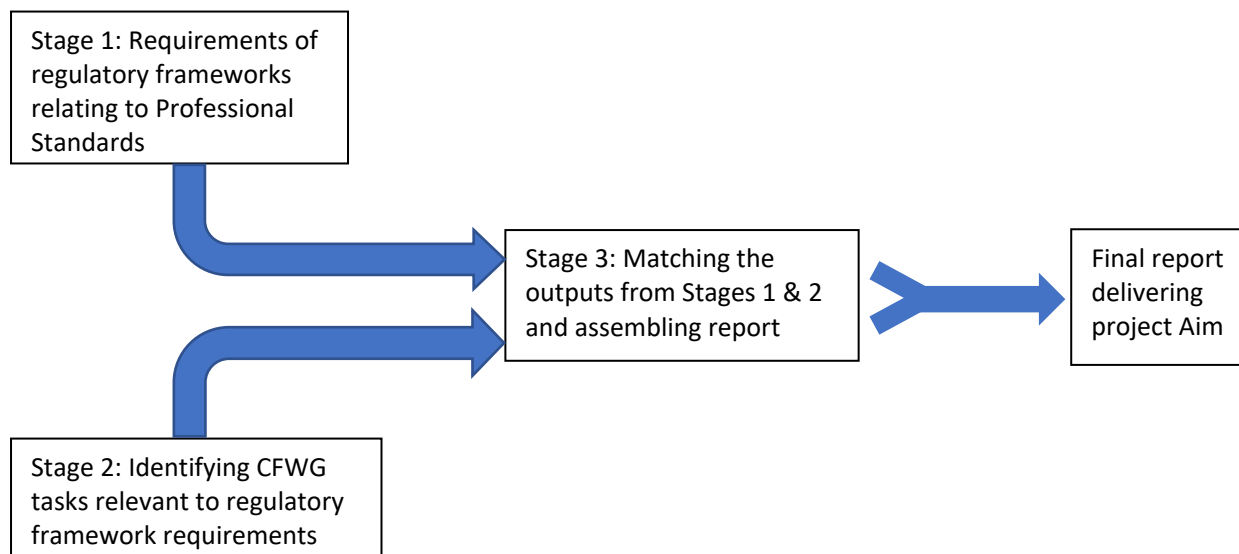 Stage 1: Requirements of
regulatory frameworks
relating to Professional
Standards
Stage 3: Matching the
outputs from Stages 1 & 2
and assembling report
Final report
delivering
project Aim
Stage 2: Identifying CFWG
tasks relevant to regulatory
framework requirements